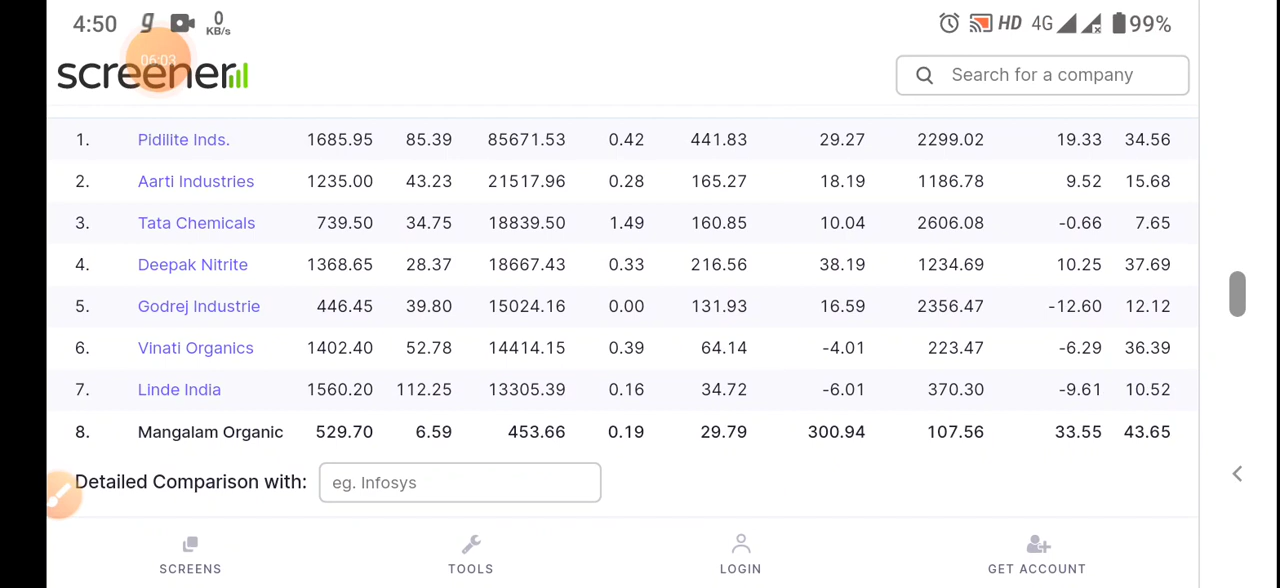 4:50 g 0 KB/s HD 4G 99%
06:03
screener
Search for a company
1. Pidilite Inds. 1685.95 85.39 85671.53 0.42 441.83 29.27 2299.02 19.33 34.56
2. Aarti Industries 1235.00 43.23 21517.96 0.28 165.27 18.19 1186.78 9.52 15.68
3. Tata Chemicals 739.50 34.75 18839.50 1.49 160.85 10.04 2606.08 -0.66 7.65
4. Deepak Nitrite 1368.65 28.37 18667.43 0.33 216.56 38.19 1234.69 10.25 37.69
5. Godrej Industrie 446.45 39.80 15024.16 0.00 131.93 16.59 2356.47 -12.60 12.12
6. Vinati Organics 1402.40 52.78 14414.15 0.39 64.14 -4.01 223.47 -6.29 36.39
7. Linde India 1560.20 112.25 13305.39 0.16 34.72 -6.01 370.30 -9.61 10.52
8. Mangalam Organic 529.70 6.59 453.66 0.19 29.79 300.94 107.56 33.55 43.65
Detailed Comparison with: eg. Infosys
SCREENS TOOLS LOGIN GET ACCOUNT